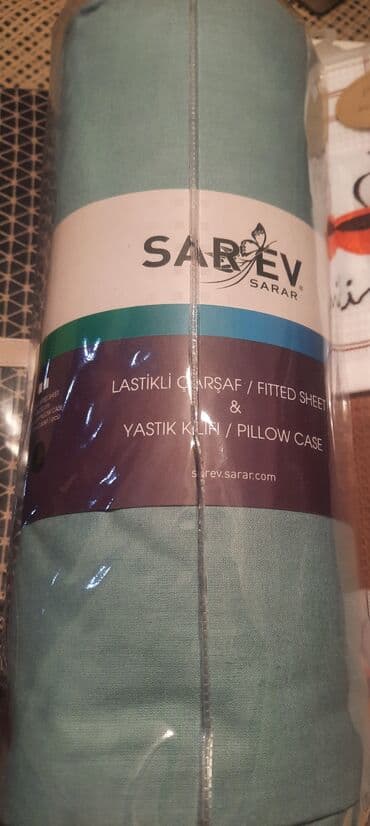 SAREV
SARAR®
LASTİKLİ ÇARŞAF / FITTED SHEET
&
YASTIK KILIFI / PILLOW CASE
sarev.sarar.com